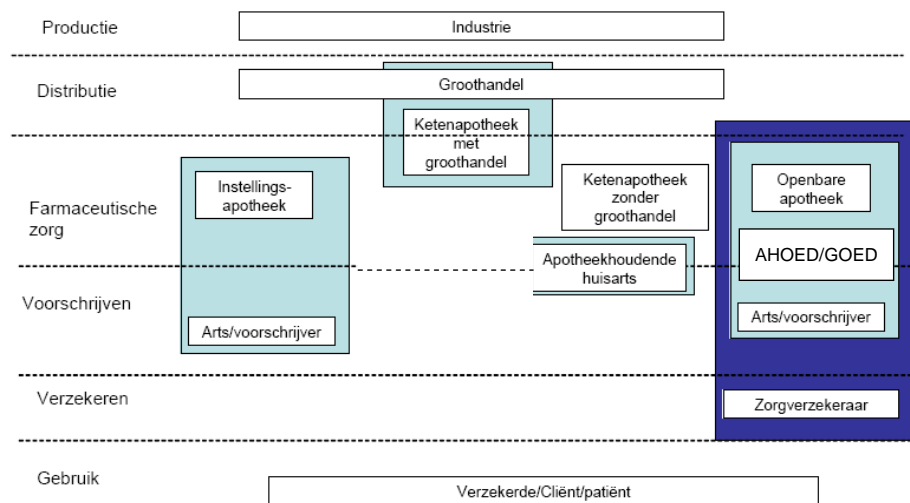 Productie
Industrie
Distributie
Groothandel
Ketenapotheek
met
groothandel
Farmaceutische
zorg
Instellings-
apotheek
Ketenapotheek
zonder
groothandel
Openbare
apotheek
AHOED/GOED
Apotheekhoudende
huisarts
Voorschrijven
Arts/voorschrijver
Arts/voorschrijver
Verzekeren
Zorgverzekeraar
Gebruik
Verzekerde/Cliënt/patiënt